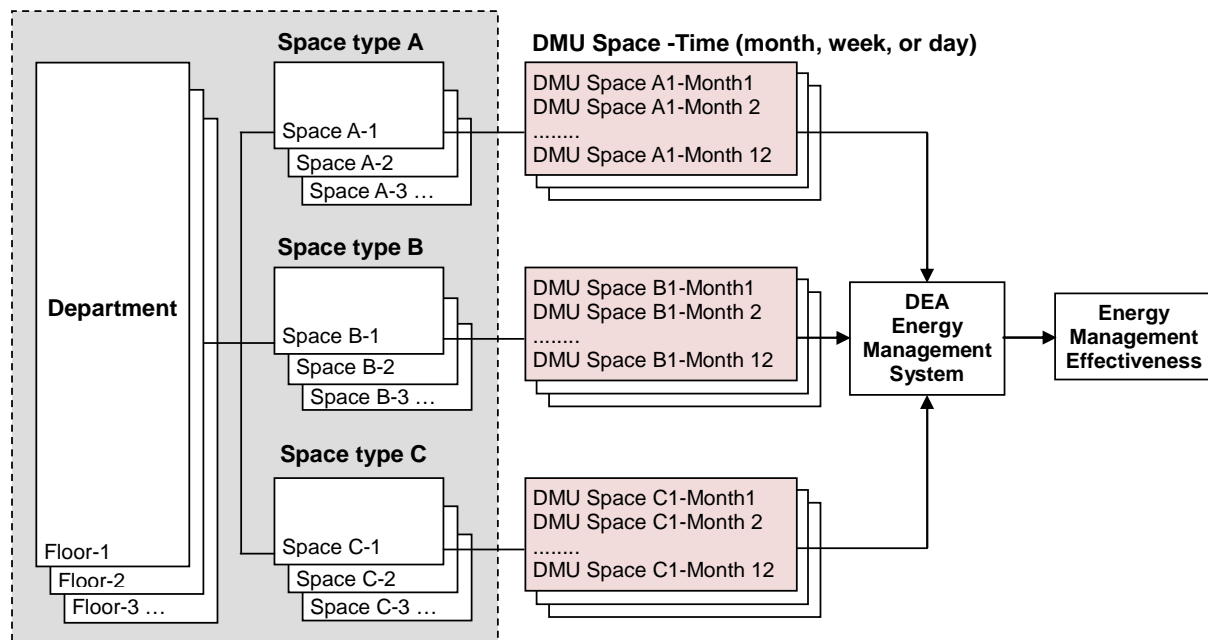 Space type A
DMU Space -Time (month, week, or day)
Space A-1
Space A-2
Space A-3 …
DMU Space A1-Month1
DMU Space A1-Month 2
........
DMU Space A1-Month 12
Department
Floor-1
Floor-2
Floor-3 …
Space type B
Space B-1
Space B-2
Space B-3 …
DMU Space B1-Month1
DMU Space B1-Month 2
........
DMU Space B1-Month 12
DEA
Energy
Management
System
Energy
Management
Effectiveness
Space type C
Space C-1
Space C-2
Space C-3 …
DMU Space C1-Month1
DMU Space C1-Month 2
........
DMU Space C1-Month 12